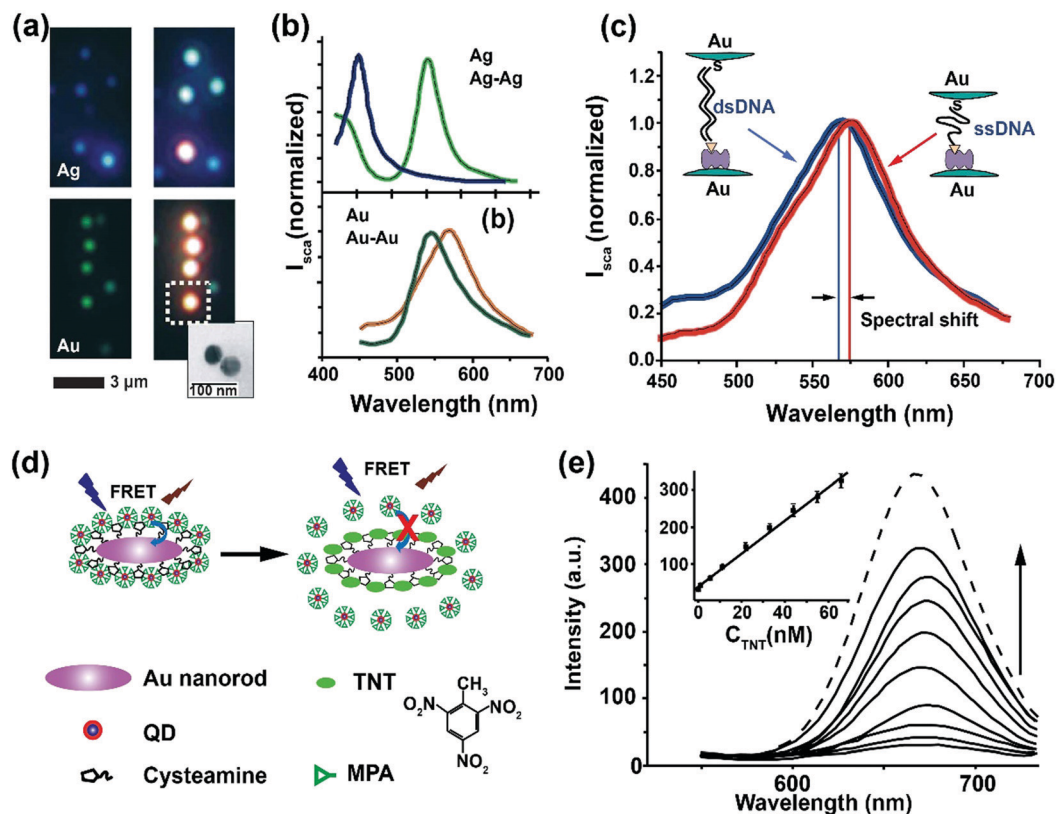 (a)
Ag
Au
3 µm
100 nm
(b)
Ag
Ag-Ag
Au
Au-Au
(b)
I_sca (normalized)
400 500 600 700
Wavelength (nm)
(c)
Au
s
dsDNA
Au
Au
s
ssDNA
Au
I_sca (normalized)
1.2
1.0
0.8
0.6
0.4
0.2
0.0
Spectral shift
450 500 550 600 650 700
Wavelength (nm)
(d)
FRET
FRET
X
Au nanorod
QD
Cysteamine
TNT
MPA
CH3
O2N
NO2
NO2
(e)
Intensity (a.u.)
400
300
200
100
0
300
200
100
0 20 40 60
C_TNT(nM)
600 700
Wavelength (nm)